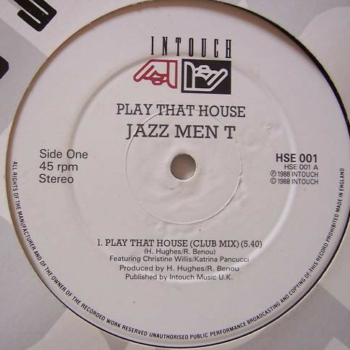 INTOUCH
PLAY THAT HOUSE
JAZZ MEN T
Side One
45 rpm
Stereo
HSE 001
HSE 001 A
℗ 1988 INTOUCH
© 1988 INTOUCH
1. PLAY THAT HOUSE (CLUB MIX) (5.40)
(H. Hughes/R. Benou)
Featuring Christine Willis/Katrina Pancucci
Produced by H. Hughes/R. Benou
Published by Intouch Music U.K.
ALL RIGHTS OF THE MANUFACTURER AND OF THE OWNER OF THE RECORDED WORK RESERVED UNAUTHORISED PUBLIC PERFORMANCE BROADCASTING AND COPYING OF THIS RECORD PROHIBITED MADE IN ENGLAND